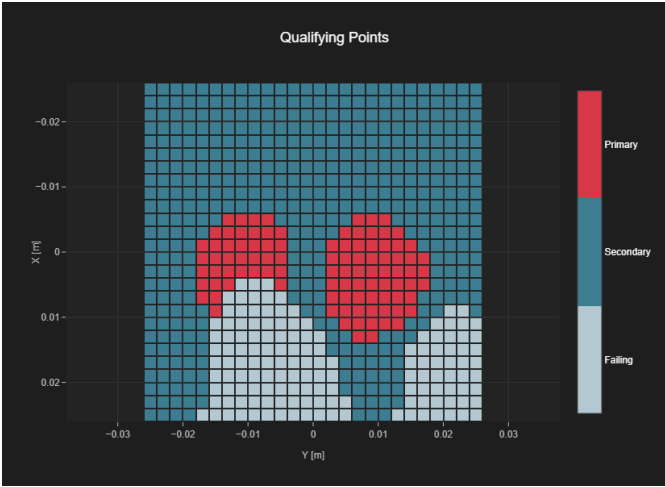 Qualifying Points
−0.02
−0.01
0
0.01
0.02
X [m]
−0.03
−0.02
−0.01
0
0.01
0.02
0.03
Y [m]
Primary
Secondary
Failing